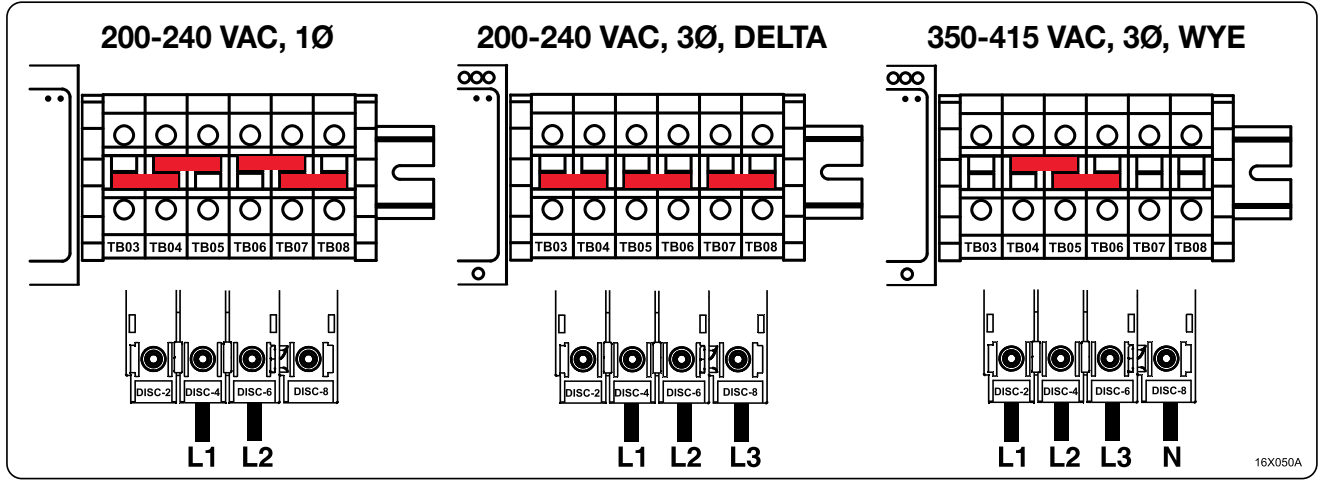 200-240 VAC, 1Ø
TB03 TB04 TB05 TB06 TB07 TB08
DISC-2 DISC-4 DISC-6 DISC-8
L1 L2
200-240 VAC, 3Ø, DELTA
TB03 TB04 TB05 TB06 TB07 TB08
DISC-2 DISC-4 DISC-6 DISC-8
L1 L2 L3
350-415 VAC, 3Ø, WYE
TB03 TB04 TB05 TB06 TB07 TB08
DISC-2 DISC-4 DISC-6 DISC-8
L1 L2 L3 N
16X050A